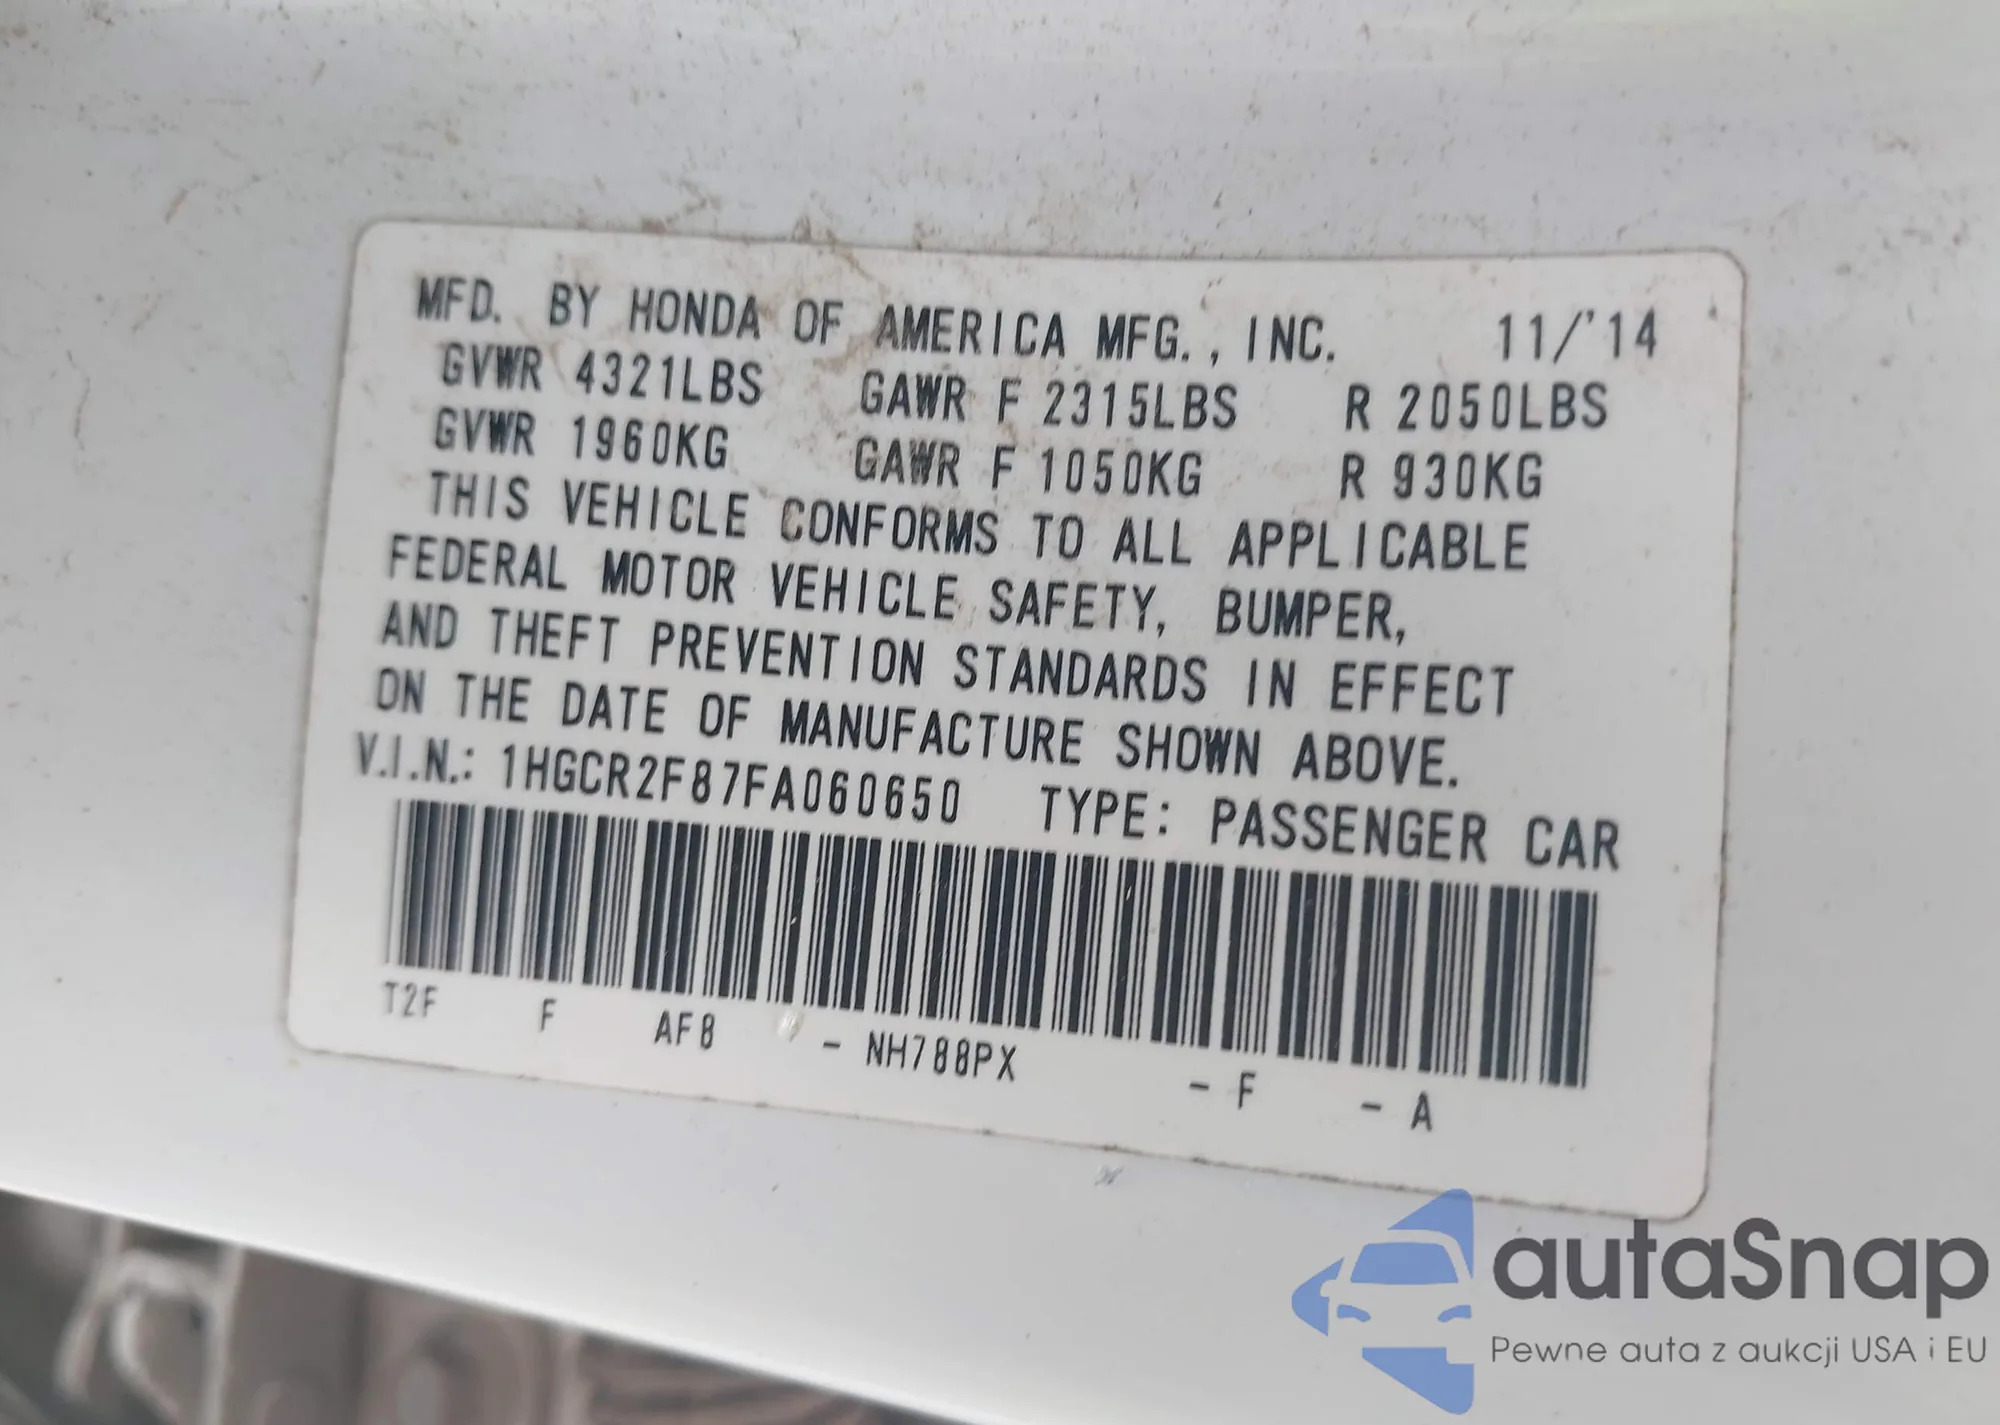 MFD. BY HONDA OF AMERICA MFG., INC. 11/'14
GVWR 4321LBS GAWR F 2315LBS R 2050LBS
GVWR 1960KG GAWR F 1050KG R 930KG
THIS VEHICLE CONFORMS TO ALL APPLICABLE
FEDERAL MOTOR VEHICLE SAFETY, BUMPER,
AND THEFT PREVENTION STANDARDS IN EFFECT
ON THE DATE OF MANUFACTURE SHOWN ABOVE.
V.I.N.: 1HGCR2F87FA060650 TYPE: PASSENGER CAR
T2F F AF8 - NH788PX - F - A
autaSnap
Pewne auta z aukcji USA i EU